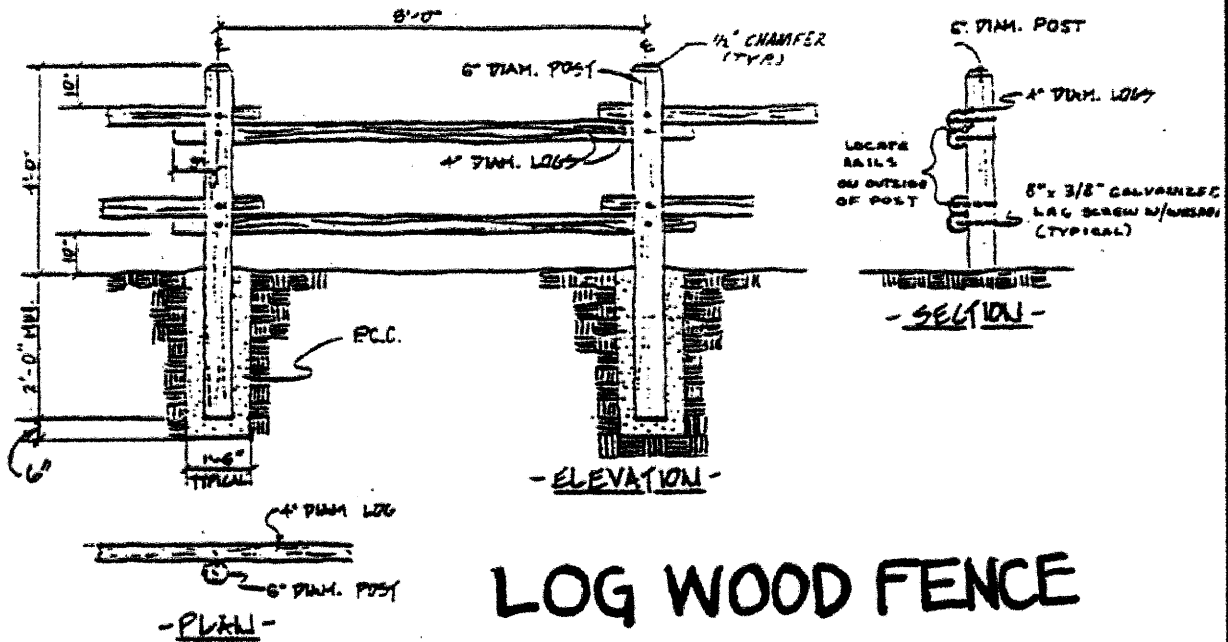 8'-0"
℄
℄
1/2" CHAMFER
(TYP.)
6" DIAM. POST
10"
4'-0"
9"
4" DIAM. LOGS
10"
2'-0" MIN.
6"
P.C.C.
1'-6"
TYPICAL
- ELEVATION -
6" DIAM. POST
4" DIAM. LOGS
LOCATE
RAILS
ON OUTSIDE
OF POST
8" x 3/8" GALVANIZED
LAG SCREW W/
(TYPICAL)
- SECTION -
4" DIAM LOG
6" DIAM. POST
- PLAN -
LOG WOOD FENCE